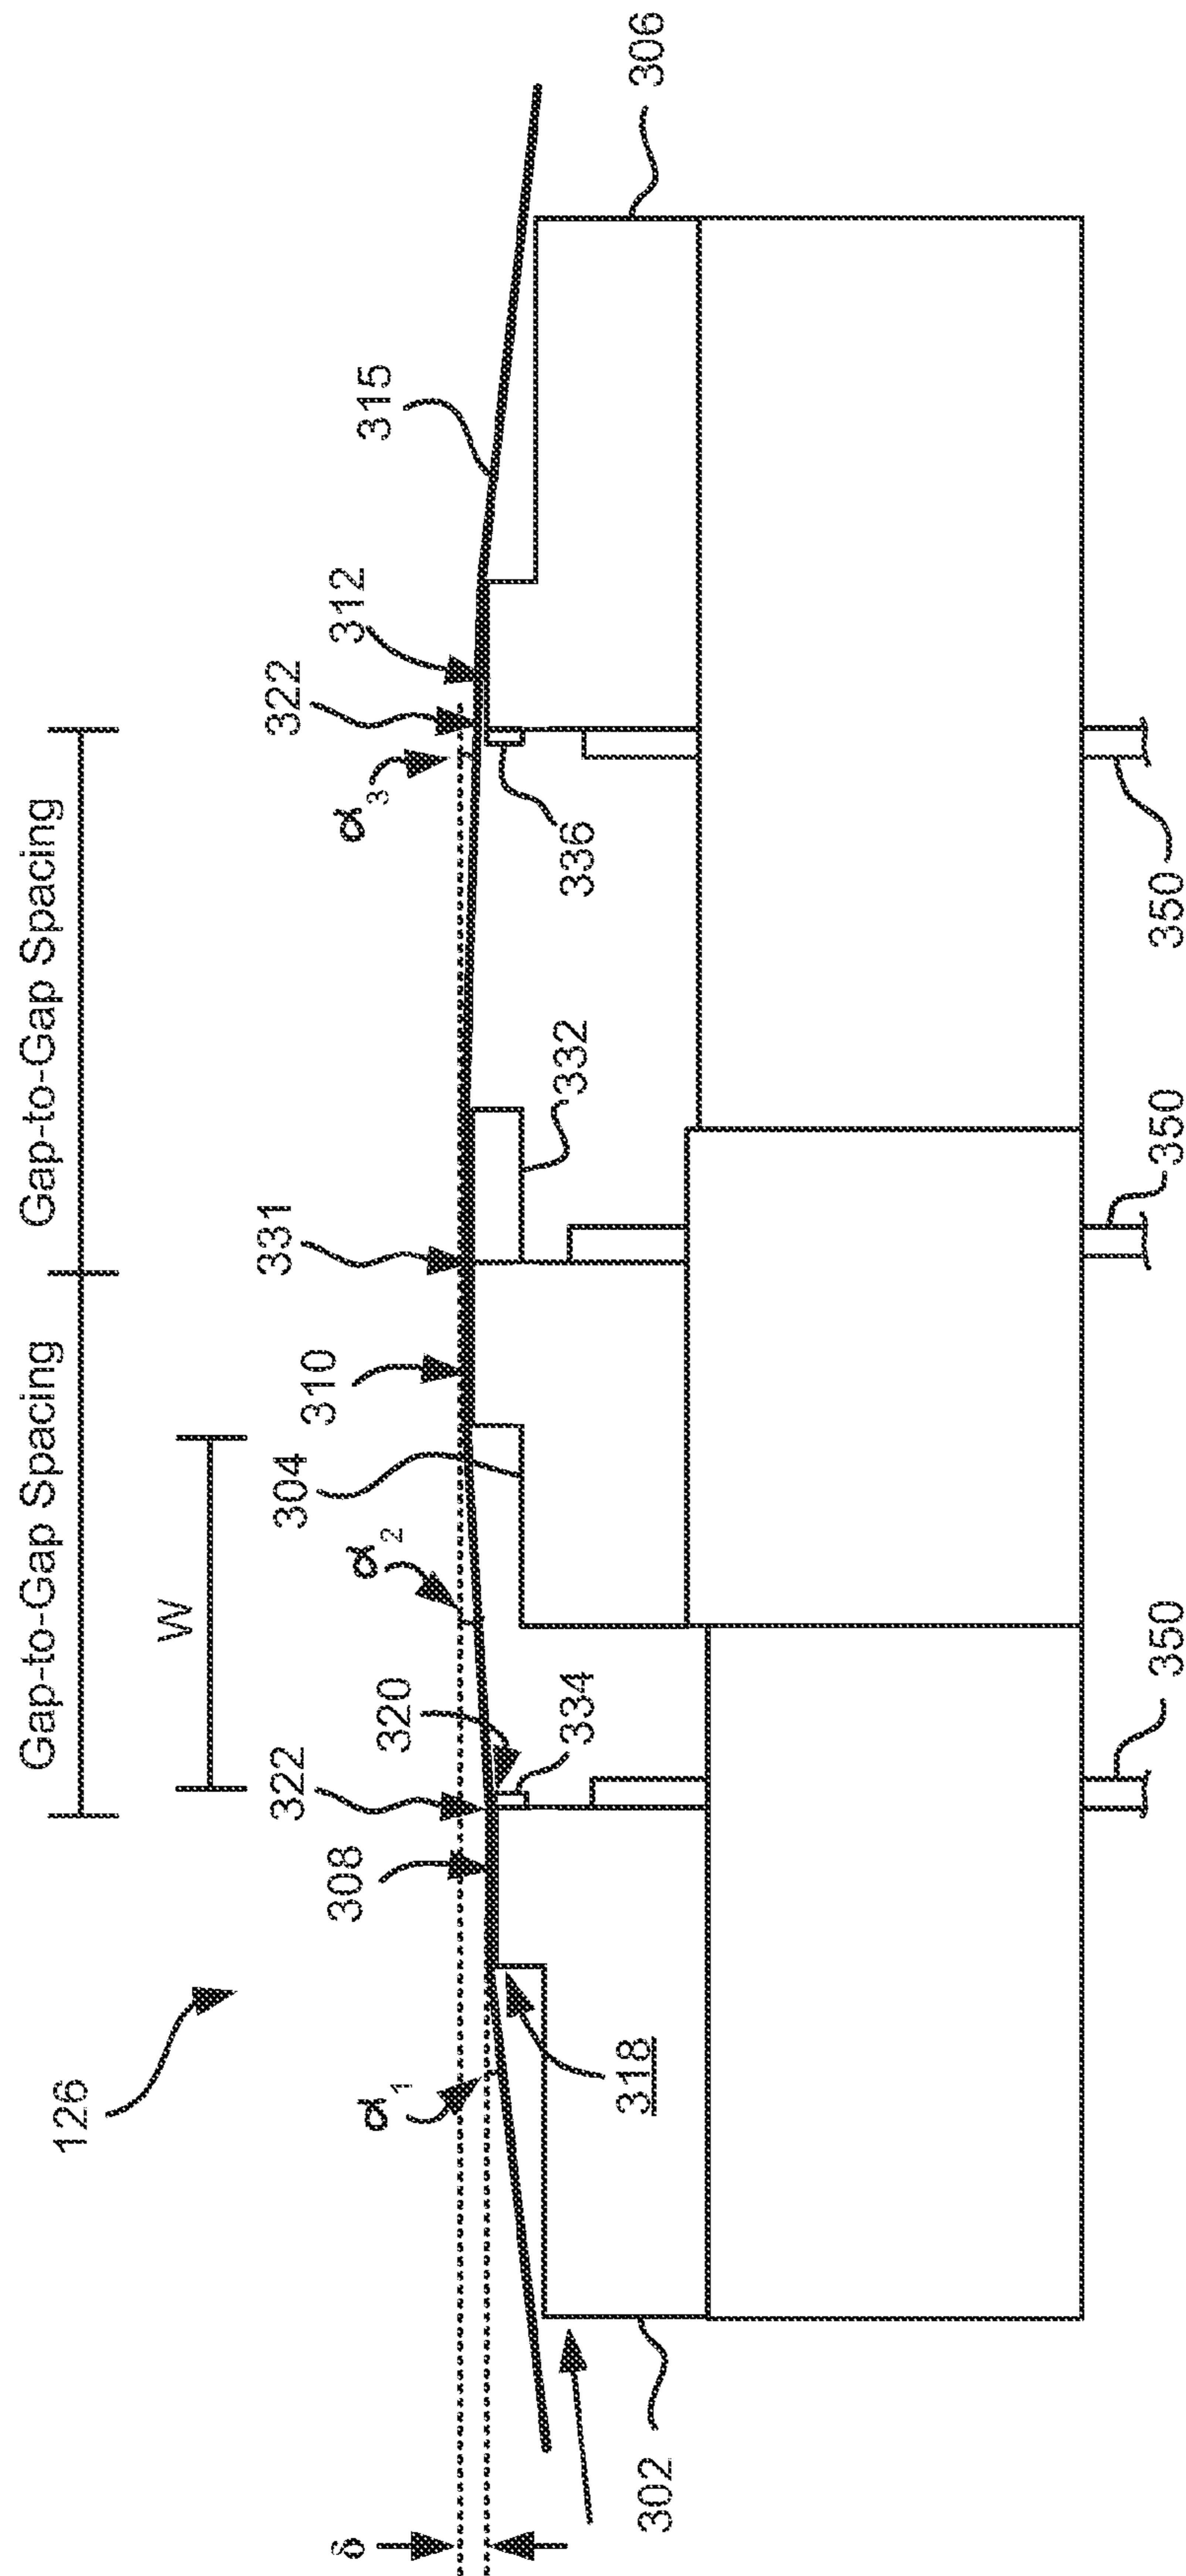 Gap-to-Gap Spacing
Gap-to-Gap Spacing
W
126
322
312
315
306
α3
331
310
304
α2
320
322
308
α1
δ
336
332
334
318
302
350
350
350